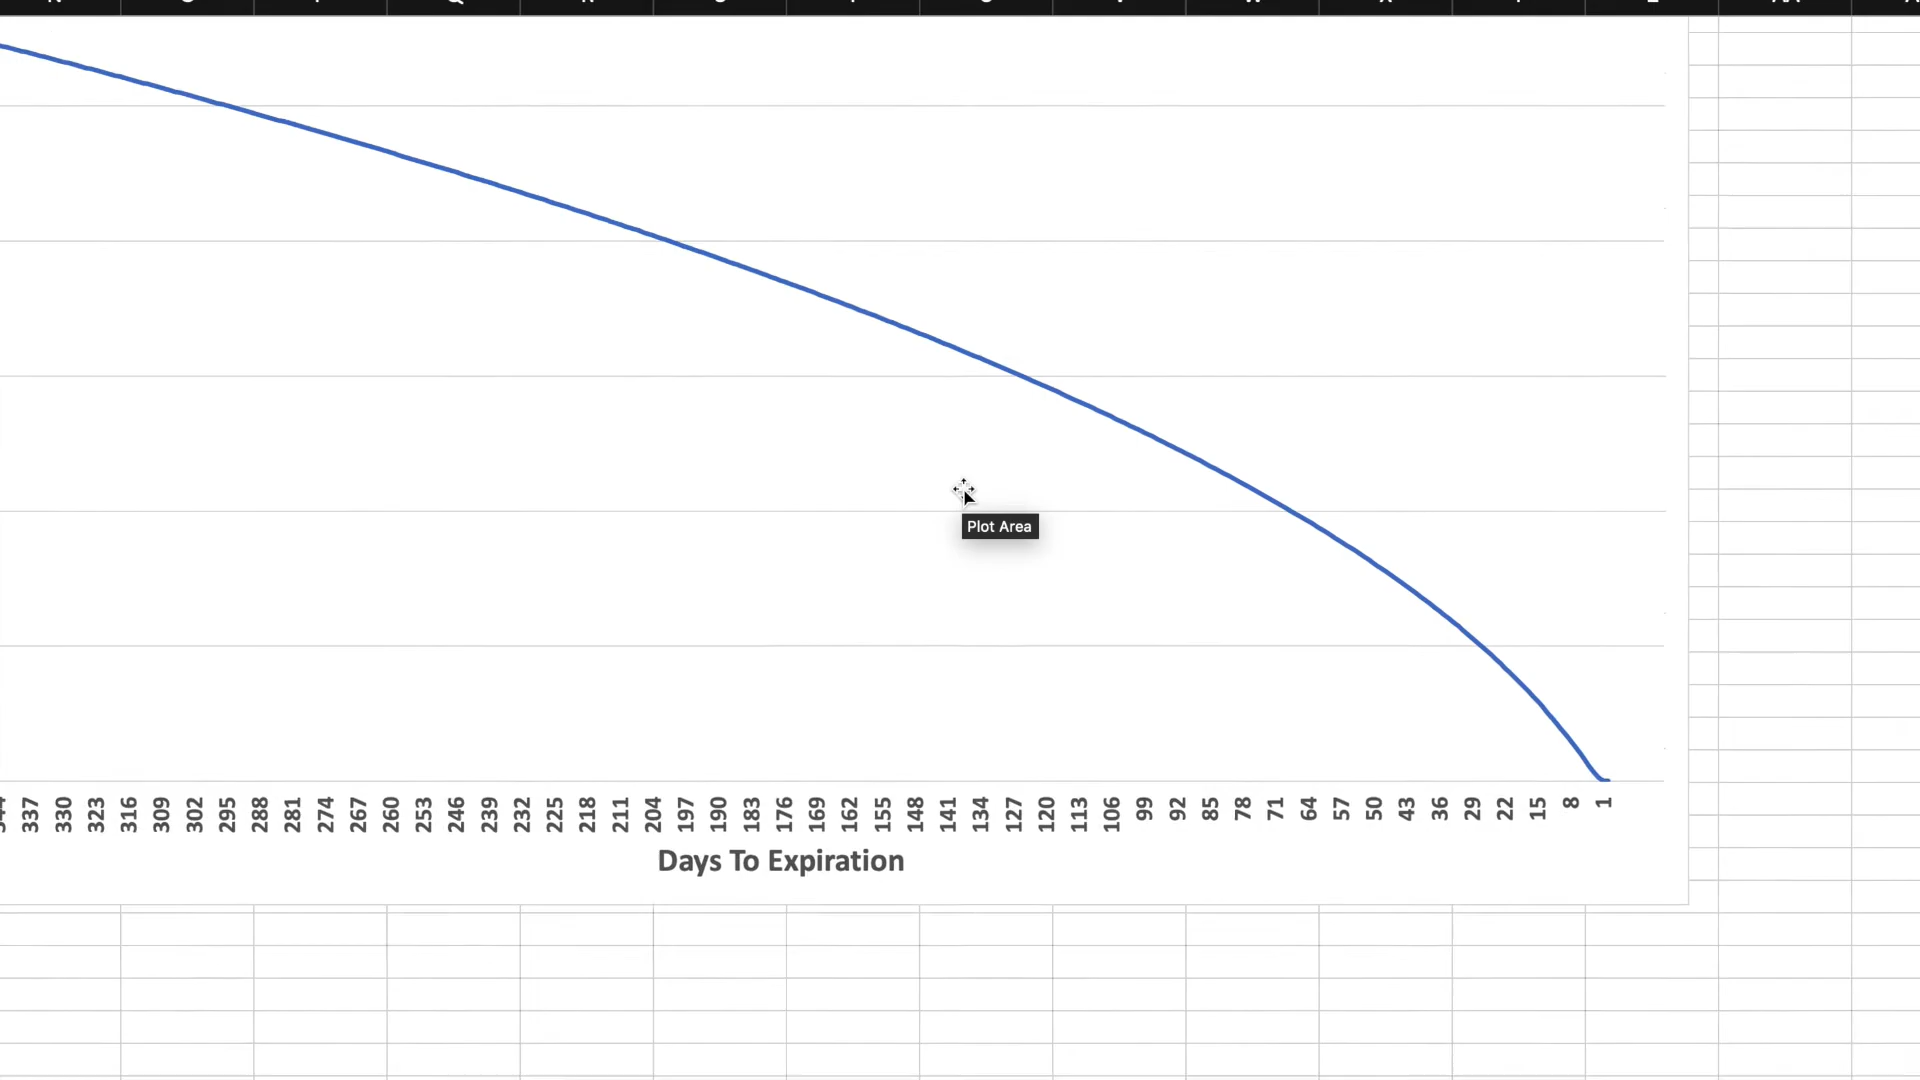 Plot Area
337 330 323 316 309 302 295 288 281 274 267 260 253 246 239 232 225 218 211 204 197 190 183 176 169 162 155 148 141 134 127 120 113 106 99 92 85 78 71 64 57 50 43 36 29 22 15 8 1
Days To Expiration